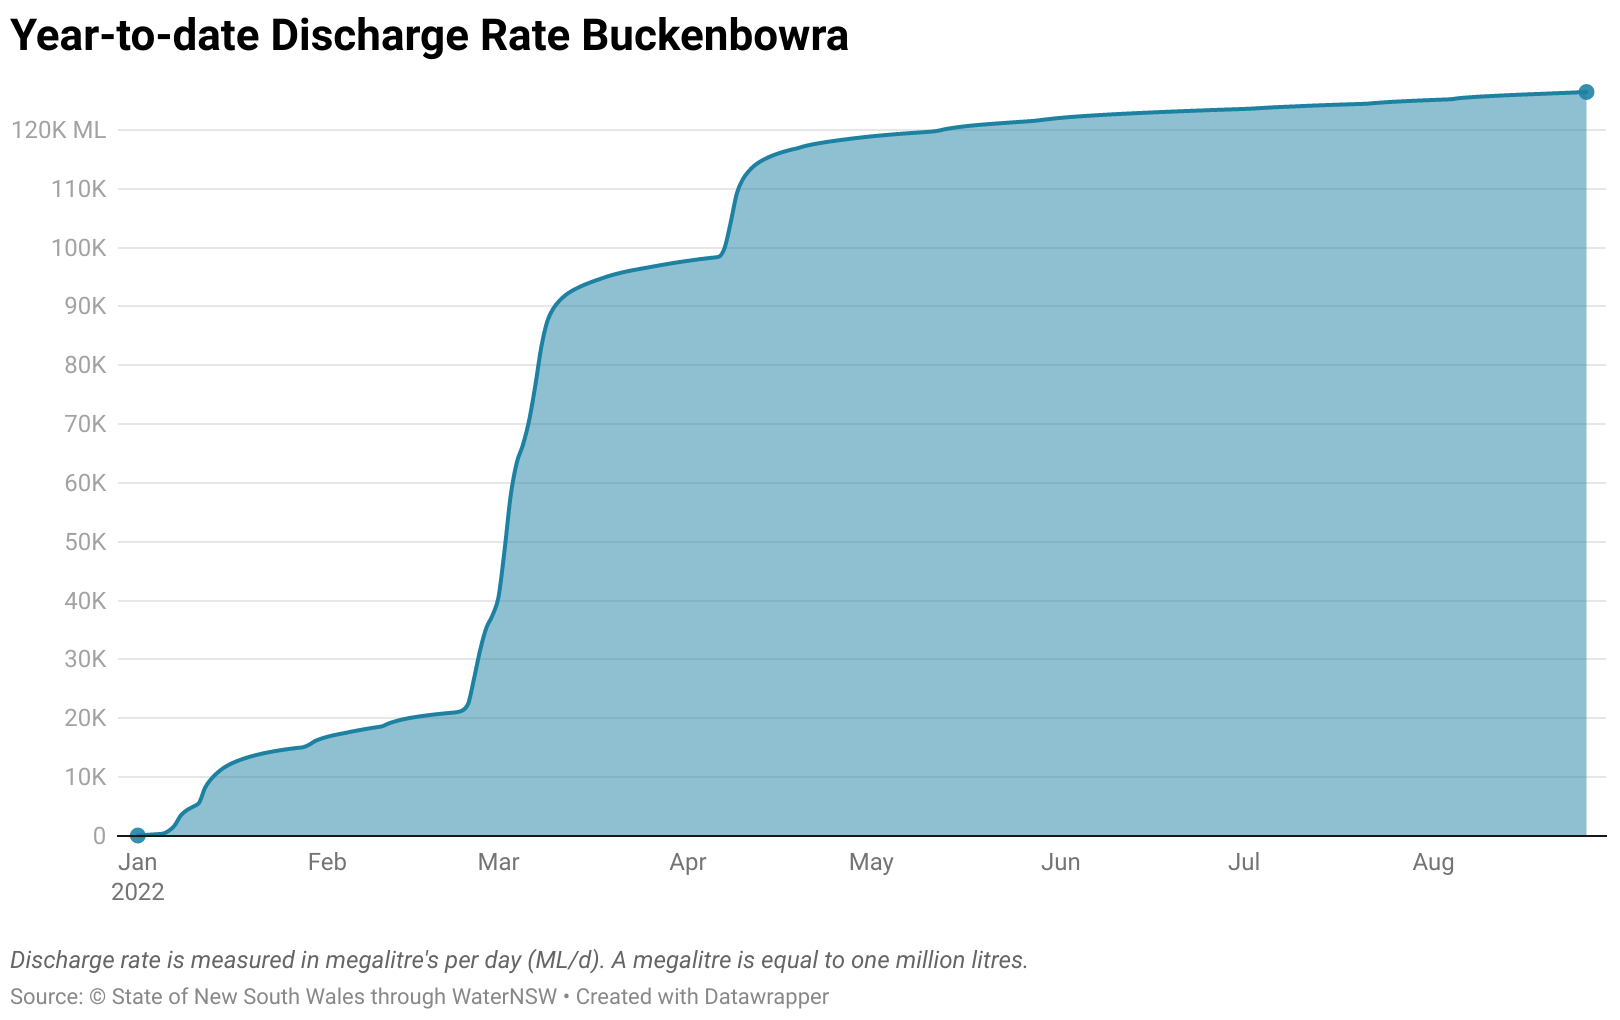 Year-to-date Discharge Rate Buckenbowra
120K ML
110K
100K
90K
80K
70K
60K
50K
40K
30K
20K
10K
0
Jan Feb Mar Apr May Jun Jul Aug
2022
Discharge rate is measured in megalitre's per day (ML/d). A megalitre is equal to one million litres.
Source: © State of New South Wales through WaterNSW • Created with Datawrapper